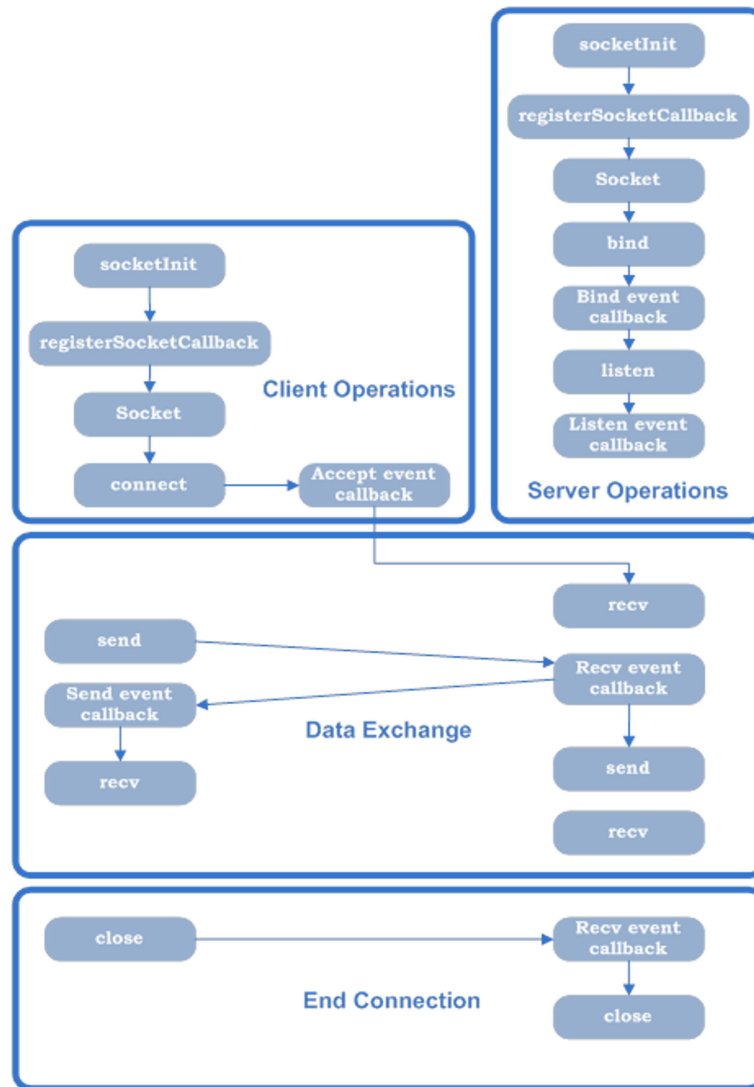 socketInit
registerSocketCallback
Socket
bind
Bind event
callback
listen
Listen event
callback
Server Operations
socketInit
registerSocketCallback
Client Operations
Socket
connect
Accept event
callback
recv
send
Recv event
callback
Send event
callback
Data Exchange
recv
send
recv
close
Recv event
callback
End Connection
close